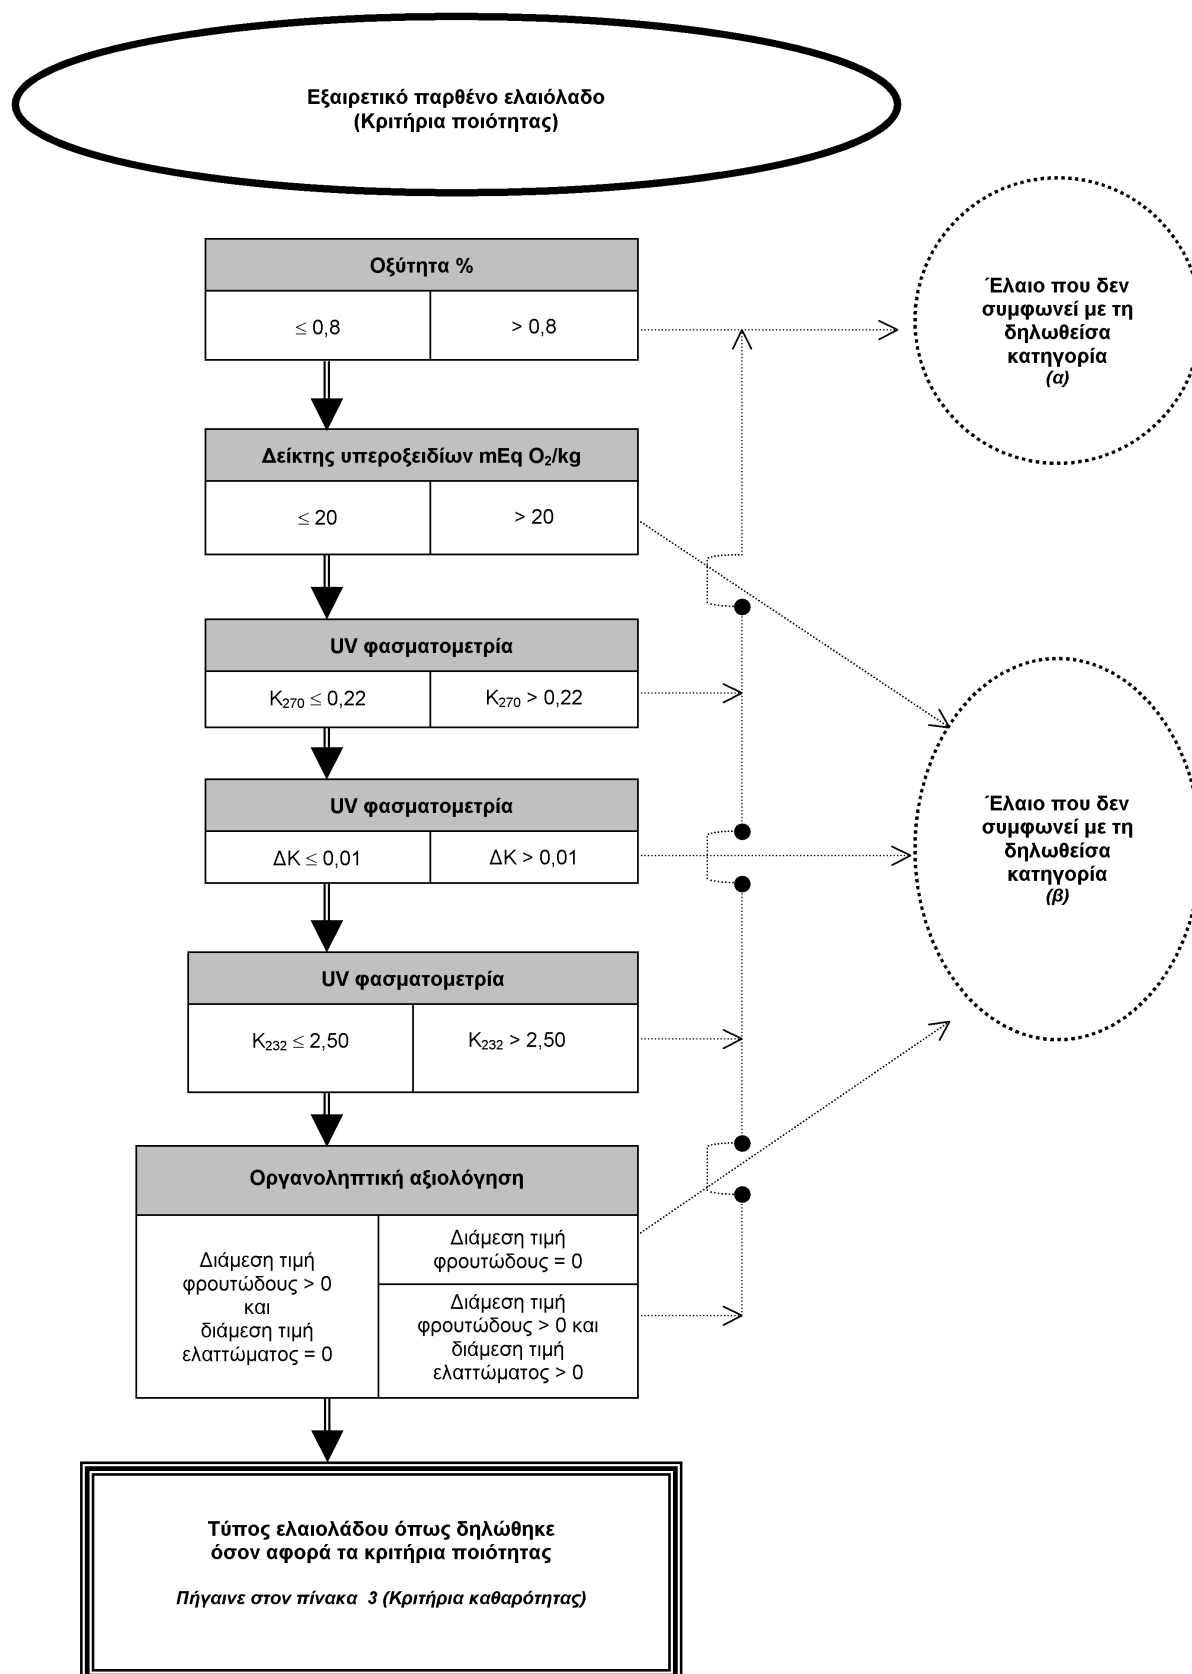 Εξαιρετικό παρθένο ελαιόλαδο
(Κριτήρια ποιότητας)
Οξύτητα %
≤ 0,8
> 0,8
Έλαιο που δεν
συμφωνεί με τη
δηλωθείσα
κατηγορία
(α)
Δείκτης υπεροξειδίων mEq O₂/kg
≤ 20
> 20
UV φασματομετρία
K₂₇₀ ≤ 0,22
K₂₇₀ > 0,22
UV φασματομετρία
ΔK ≤ 0,01
ΔK > 0,01
Έλαιο που δεν
συμφωνεί με τη
δηλωθείσα
κατηγορία
(β)
UV φασματομετρία
K₂₃₂ ≤ 2,50
K₂₃₂ > 2,50
Οργανοληπτική αξιολόγηση
Διάμεση τιμή
φρουτώδους > 0
και
διάμεση τιμή
ελαττώματος = 0
Διάμεση τιμή
φρουτώδους = 0
Διάμεση τιμή
φρουτώδους > 0 και
διάμεση τιμή
ελαττώματος > 0
Τύπος ελαιολάδου όπως δηλώθηκε
όσον αφορά τα κριτήρια ποιότητας
Πήγαινε στον πίνακα 3 (Κριτήρια καθαρότητας)